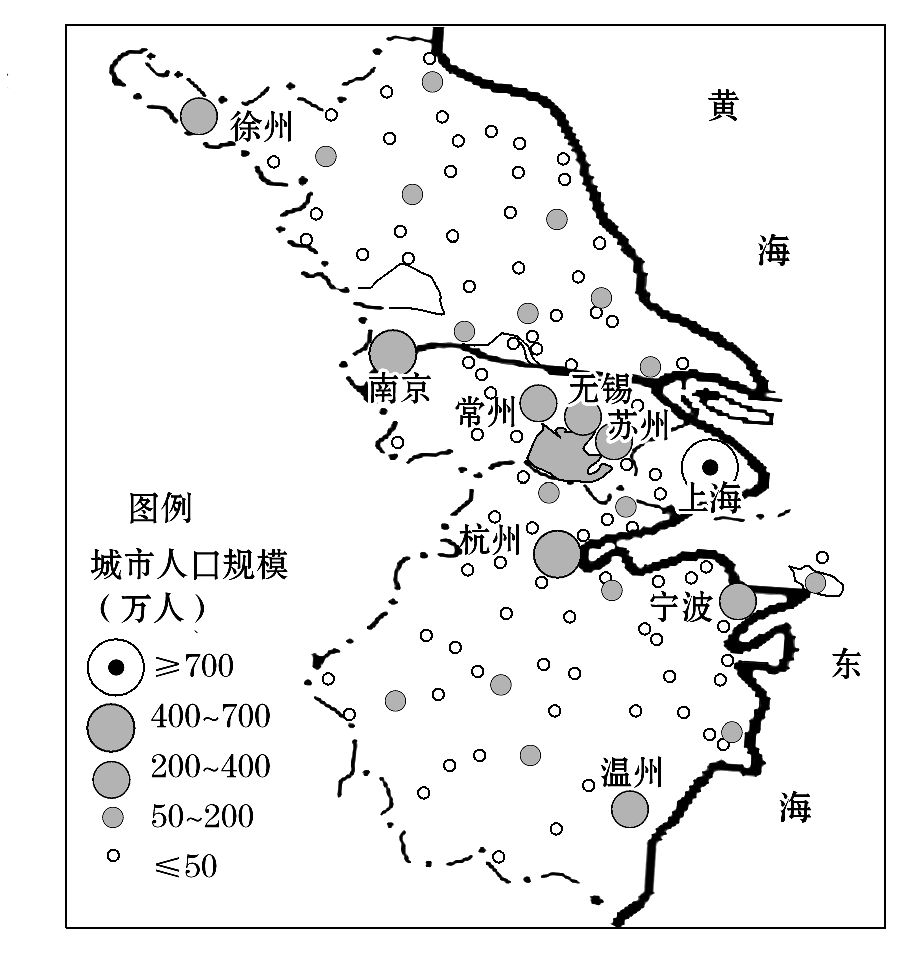 黄
徐州
海
南京
无锡
常州
苏州
上海
图例
杭州
城市人口规模
（万人）
宁波
≥700
东
400~700
200~400
温州
50~200
海
≤50